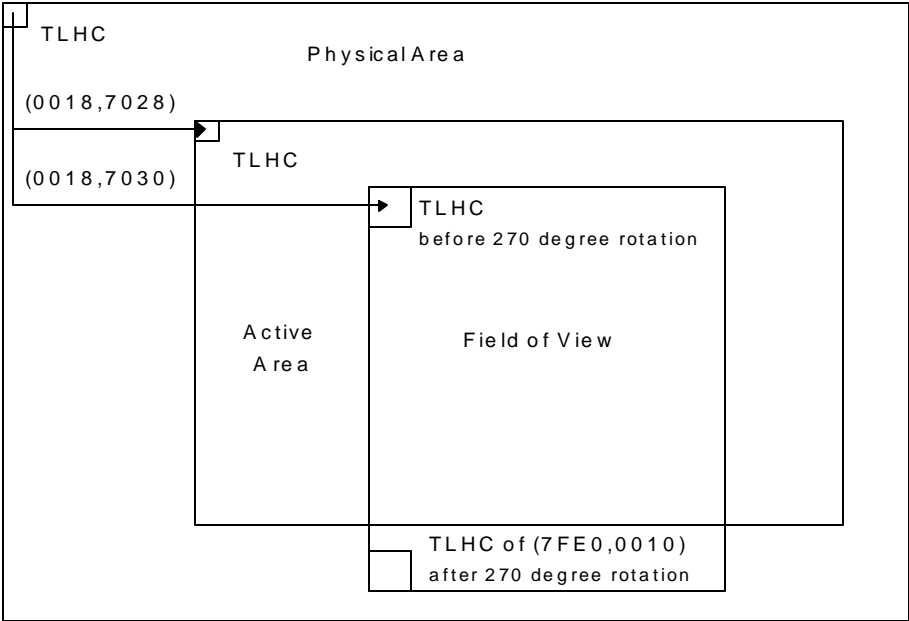 TLHC
Physical Area
(0018,7028)
TLHC
(0018,7030)
TLHC
before 270 degree rotation
Active
Area
Field of View
TLHC of (7FE0,0010)
after 270 degree rotation